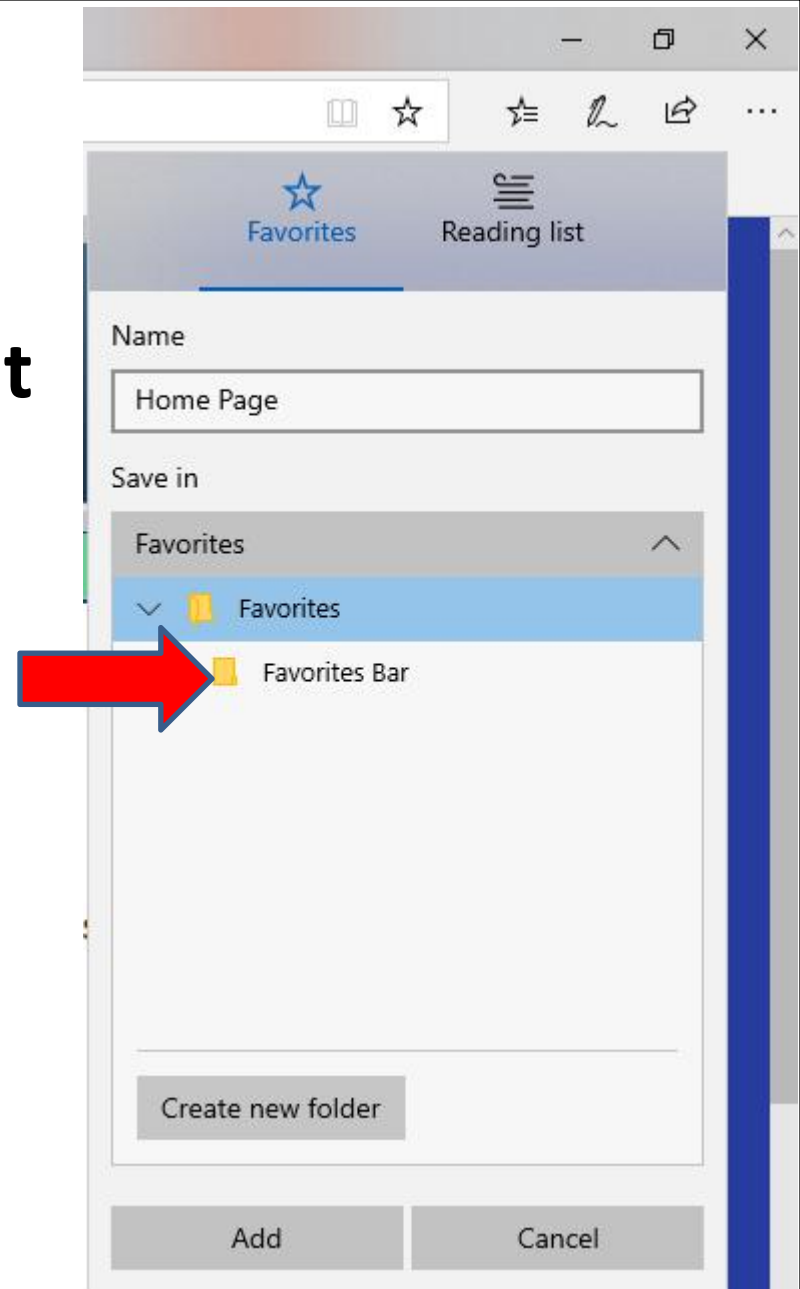 Favorites Reading list
t
Name
Home Page
Save in
Favorites
Favorites
Favorites Bar
s
Create new folder
Add Cancel